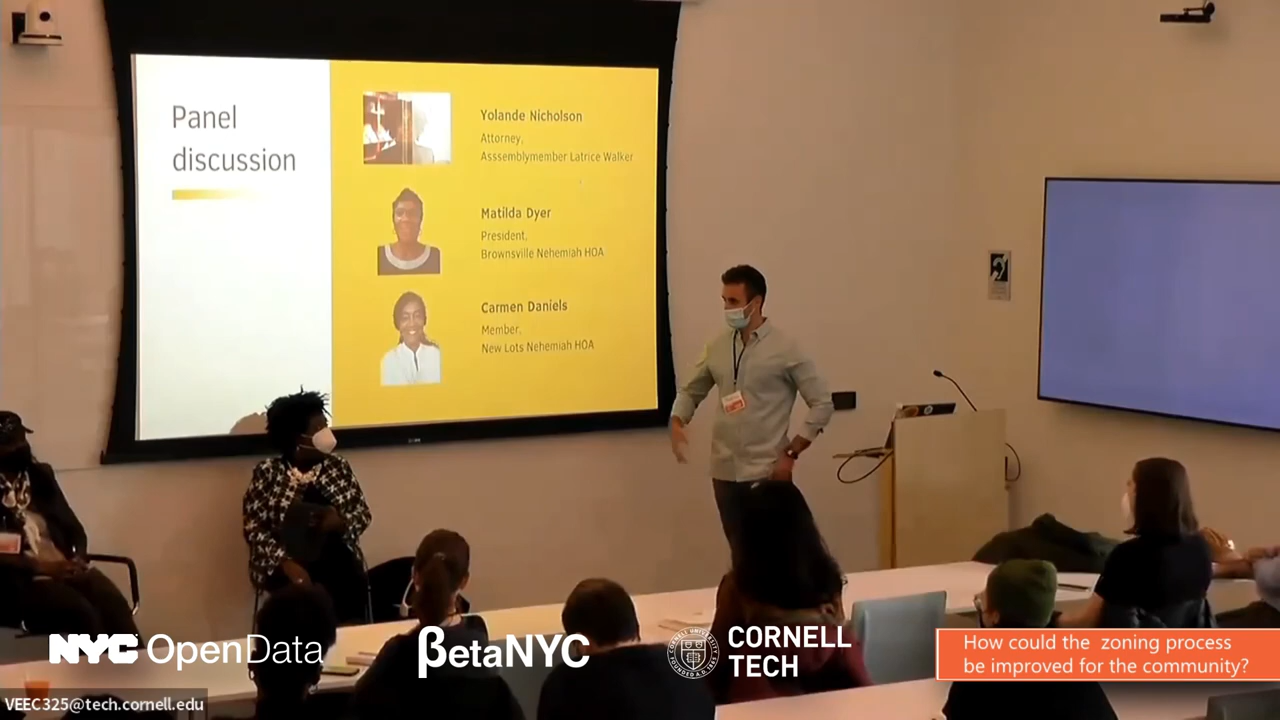 Panel
discussion
Yolande Nicholson
Attorney,
Asssemblymember Latrice Walker
Matilda Dyer
President,
Brownsville Nehemiah HOA
Carmen Daniels
Member,
New Lots Nehemiah HOA
NYC OpenData
βetaNYC
CORNELL
TECH
How could the zoning process
be improved for the community?
VEEC325@tech.cornell.edu